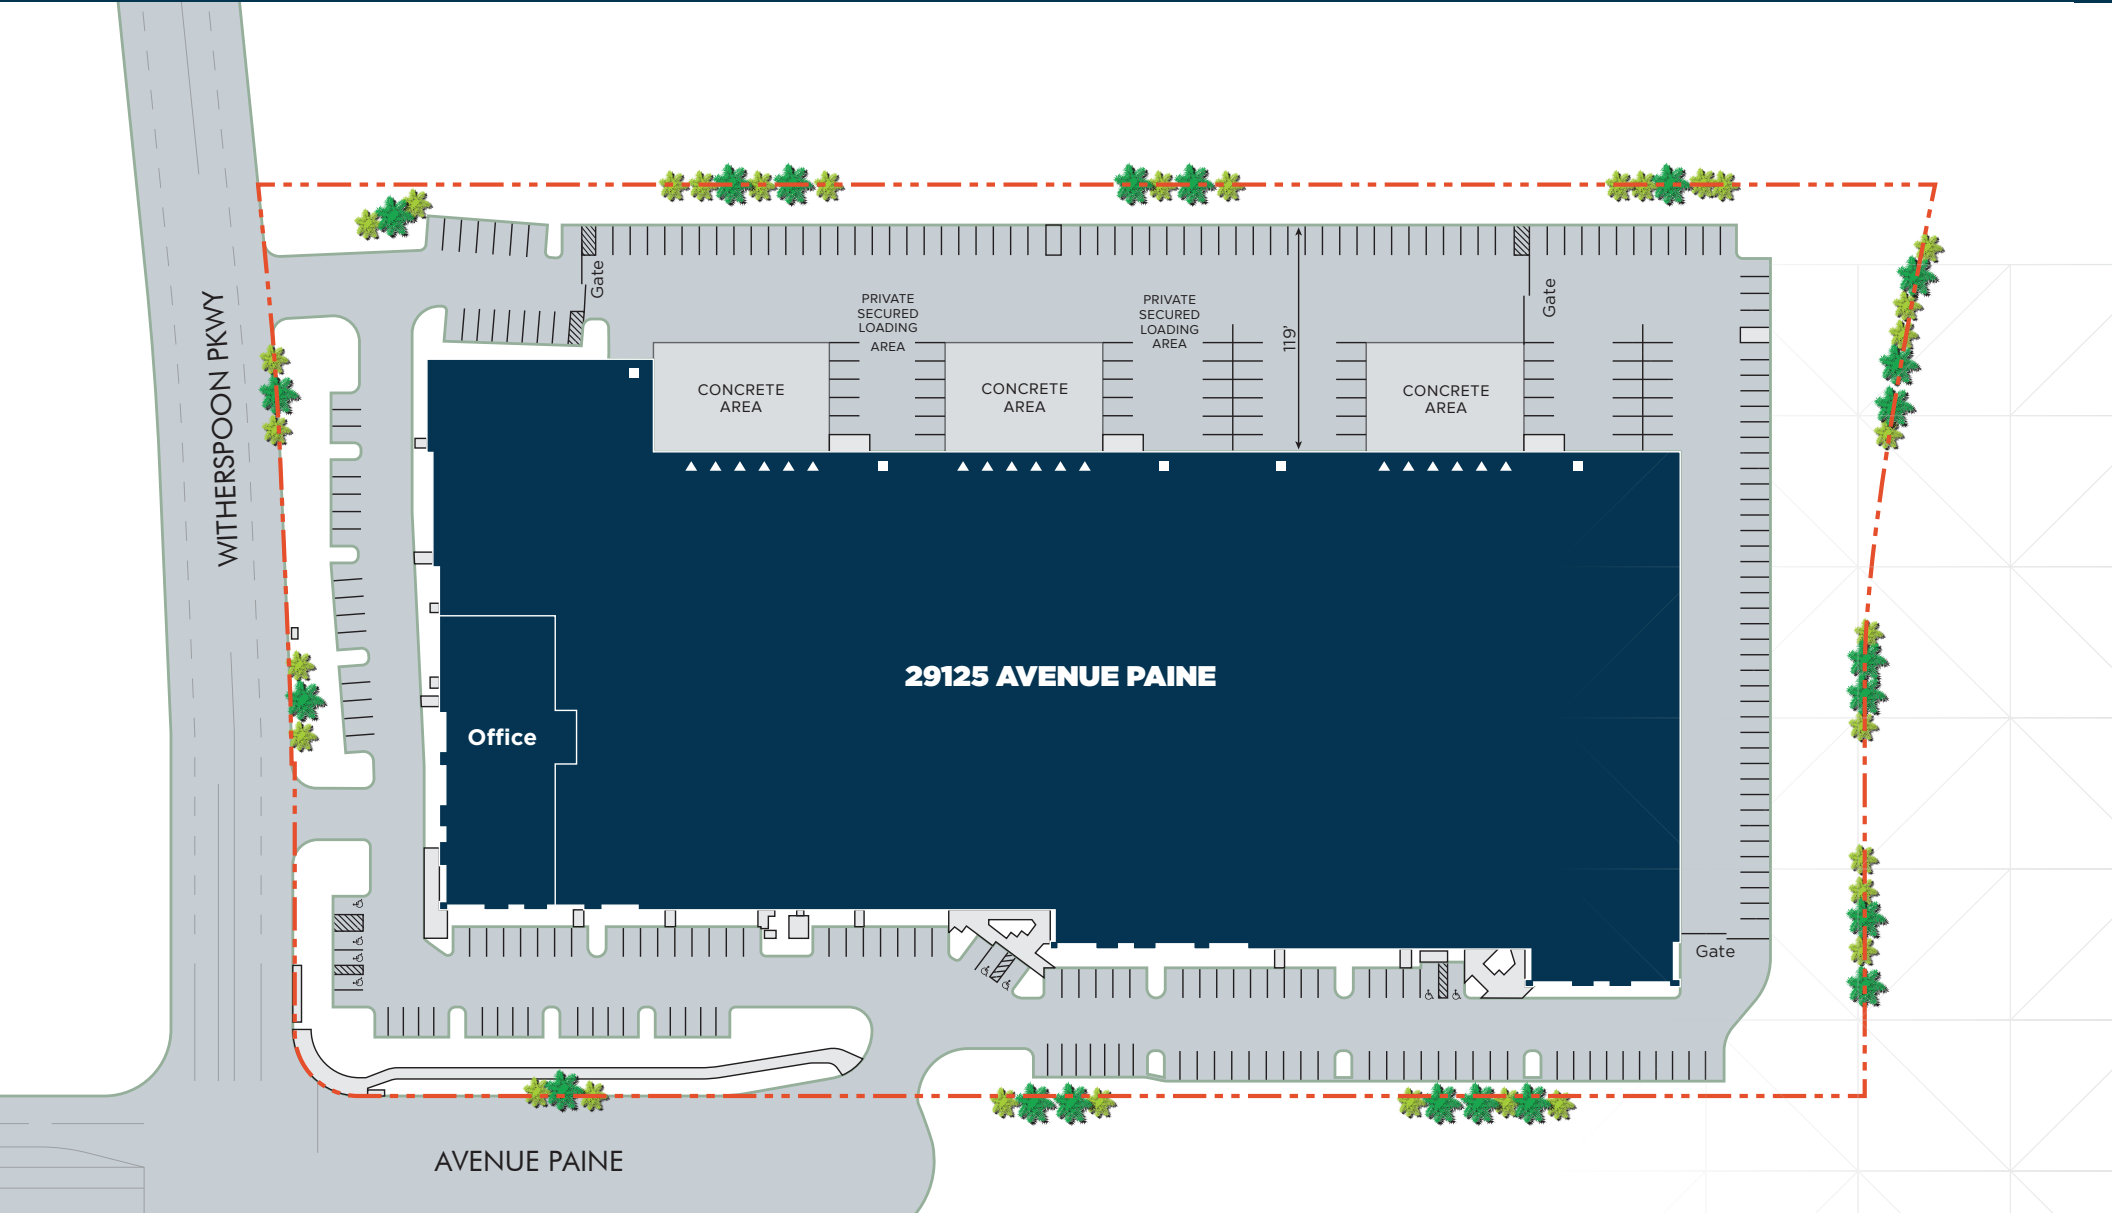 Gate
Gate
PRIVATE
SECURED
LOADING
AREA
PRIVATE
SECURED
LOADING
AREA
119'
WITHERSPOON PKWY
CONCRETE
AREA
CONCRETE
AREA
CONCRETE
AREA
29125 AVENUE PAINE
Office
Gate
AVENUE PAINE